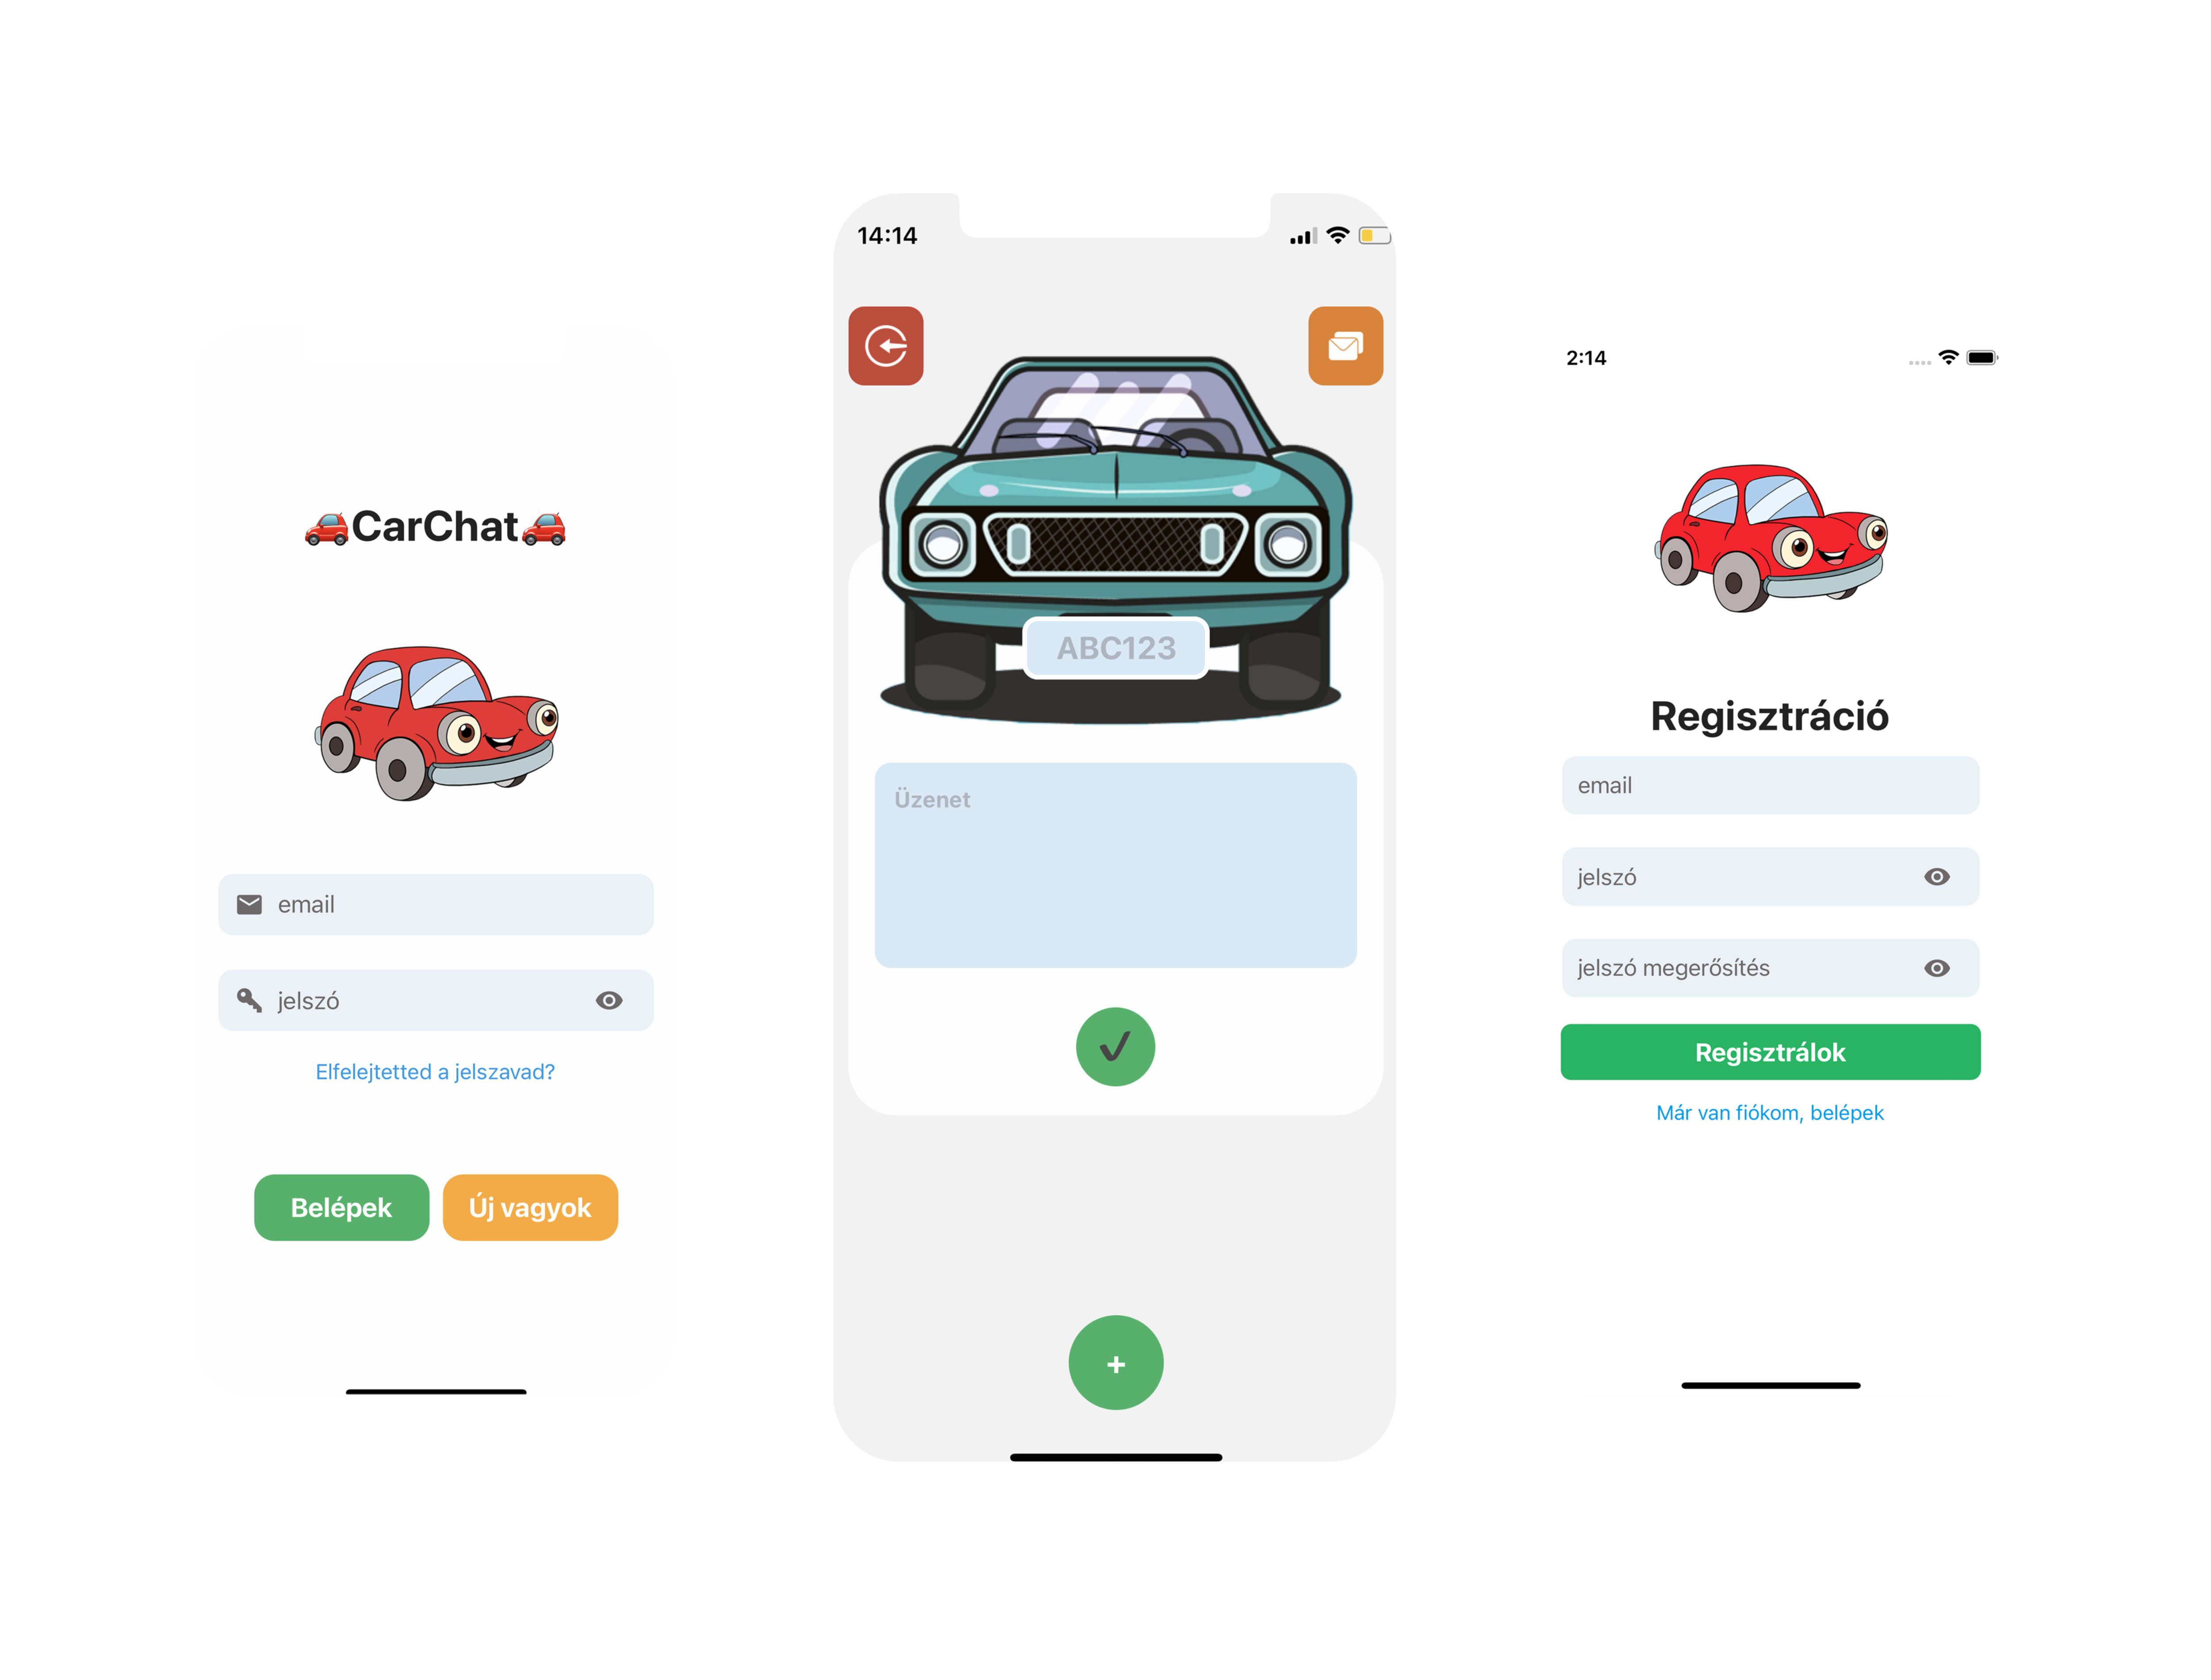 CarChat
email
jelszó
Elfelejtetted a jelszavad?
Belépek
Új vagyok
14:14
ABC123
Üzenet
+
2:14
Regisztráció
email
jelszó
jelszó megerősítés
Regisztrálok
Már van fiókom, belépek